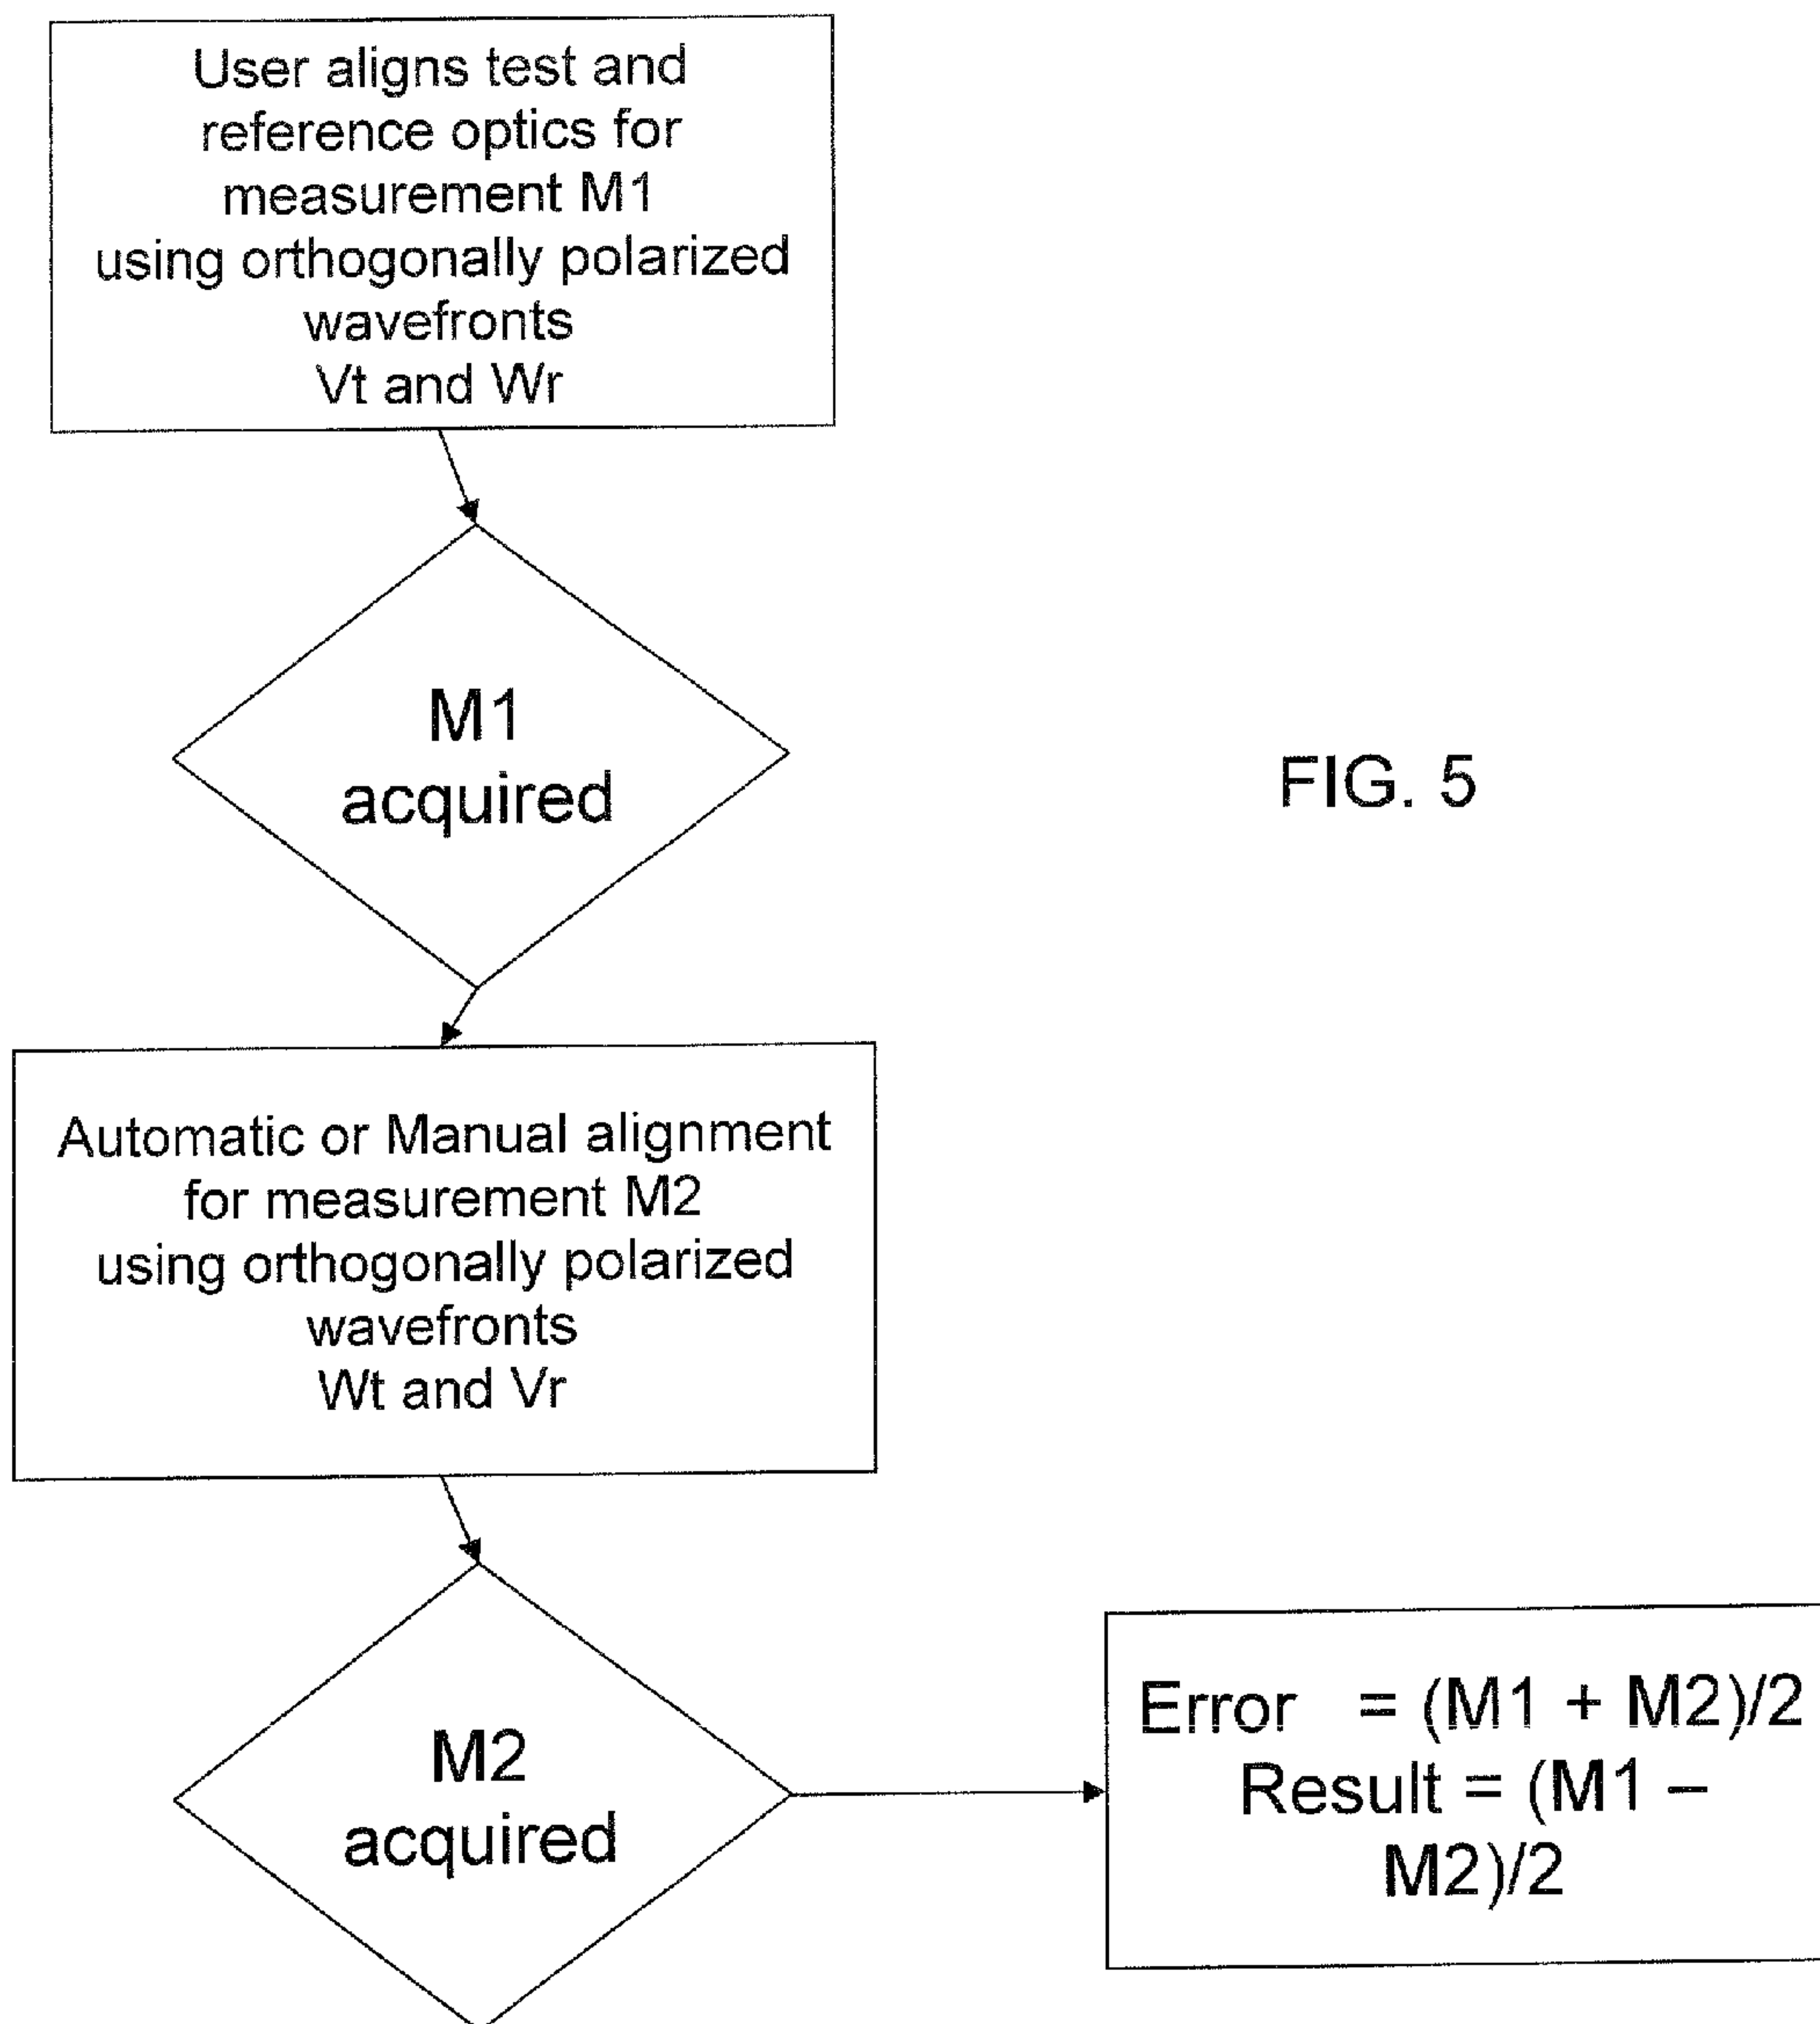 User aligns test and
reference optics for
measurement M1
using orthogonally polarized
wavefronts
Vt and Wr
M1
acquired
FIG. 5
Automatic or Manual alignment
for measurement M2
using orthogonally polarized
wavefronts
Wt and Vr
M2
acquired
Error = (M1 + M2)/2
Result = (M1 –
M2)/2